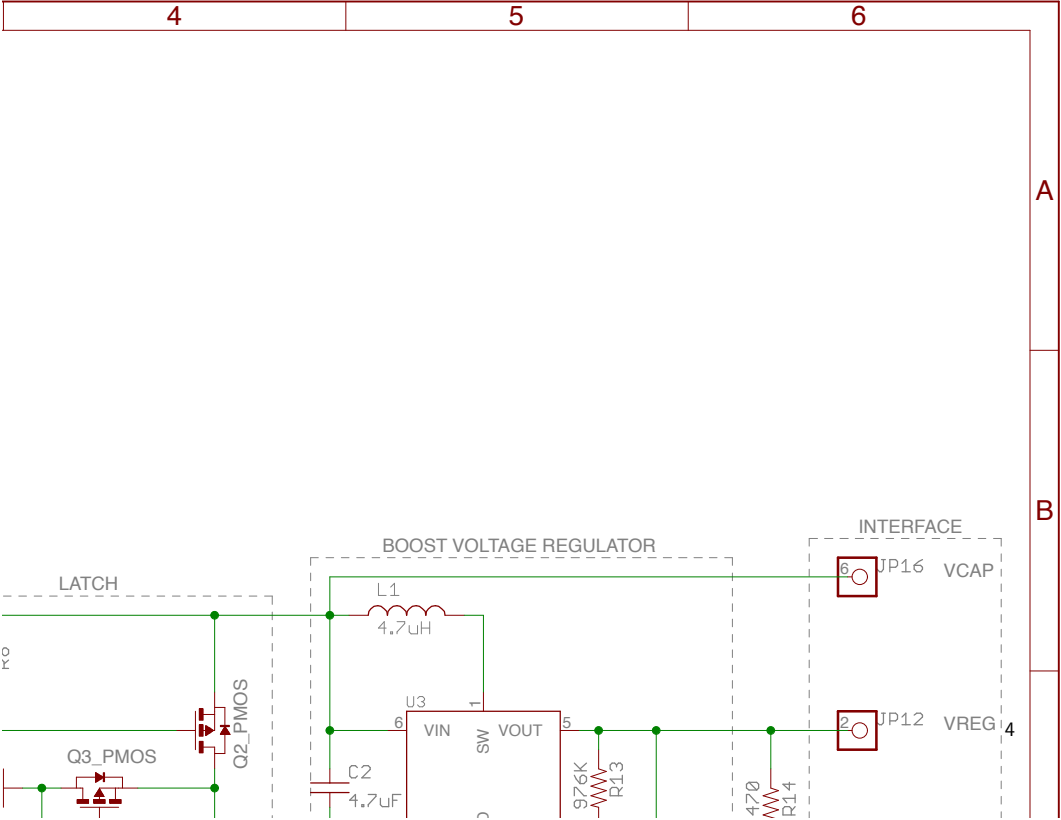 4 5 6
A
B
INTERFACE
BOOST VOLTAGE REGULATOR
6 JP16 VCAP
LATCH
L1
4.7uH
Q2_PMOS
U3
1
2 JP12 VREG 4
6 VIN SW VOUT 5
Q3_PMOS
C2
4.7uF
976K
R13
470
R14